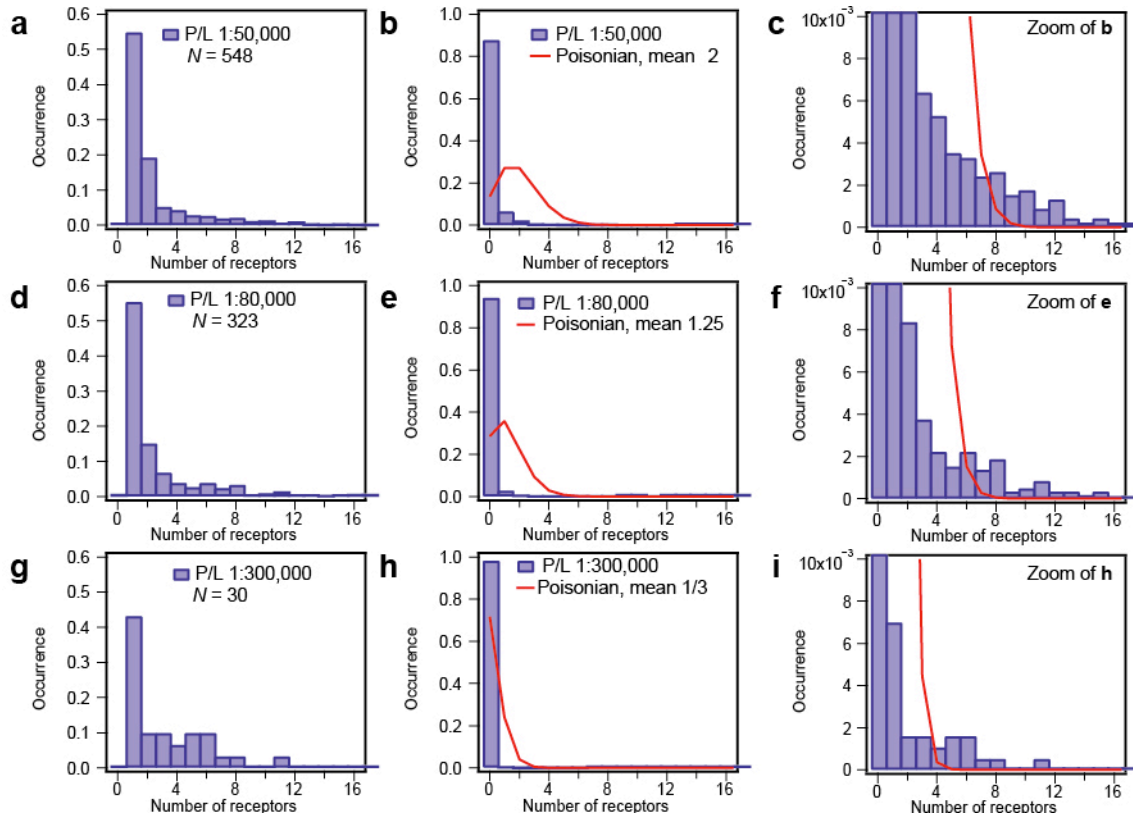 a
P/L 1:50,000
N = 548
0.6
0.5
0.4
0.3
0.2
0.1
0.0
Occurrence
0 4 8 12 16
Number of receptors
b
P/L 1:50,000
Poisonian, mean 2
1.0
0.8
0.6
0.4
0.2
0.0
Occurrence
0 4 8 12 16
Number of receptors
c
Zoom of b
10x10⁻³
8
6
4
2
0
Occurrence
0 4 8 12 16
Number of receptors
d
P/L 1:80,000
N = 323
0.6
0.5
0.4
0.3
0.2
0.1
0.0
Occurrence
0 4 8 12 16
Number of receptors
e
P/L 1:80,000
Poisonian, mean 1.25
1.0
0.8
0.6
0.4
0.2
0.0
Occurrence
0 4 8 12 16
Number of receptors
f
Zoom of e
10x10⁻³
8
6
4
2
0
Occurrence
0 4 8 12 16
Number of receptors
g
P/L 1:300,000
N = 30
0.6
0.5
0.4
0.3
0.2
0.1
0.0
Occurrence
0 4 8 12 16
Number of receptors
h
P/L 1:300,000
Poisonian, mean 1/3
1.0
0.8
0.6
0.4
0.2
0.0
Occurrence
0 4 8 12 16
Number of receptors
i
Zoom of h
10x10⁻³
8
6
4
2
0
Occurrence
0 4 8 12 16
Number of receptors